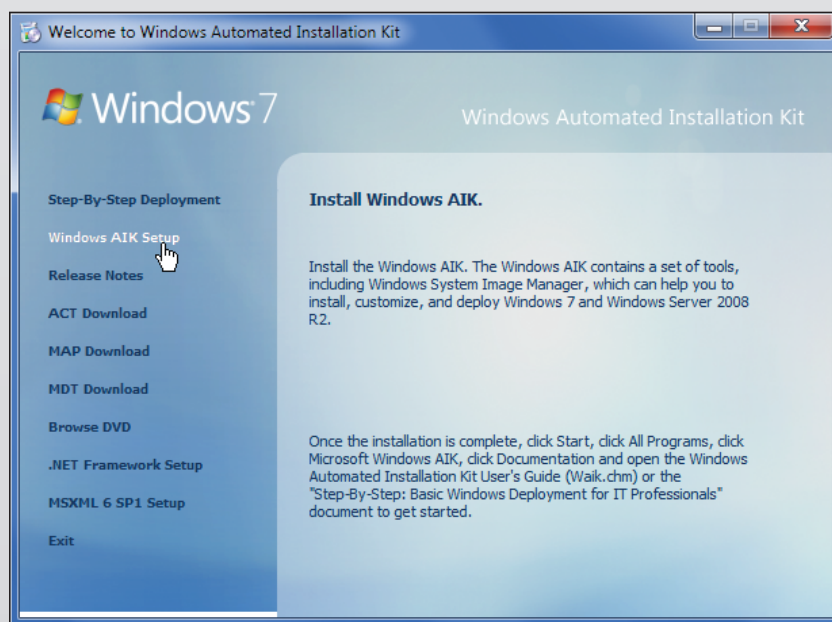 Welcome to Windows Automated Installation Kit
Windows 7
Windows Automated Installation Kit
Step-By-Step Deployment
Windows AIK Setup
Release Notes
ACT Download
MAP Download
MDT Download
Browse DVD
.NET Framework Setup
MSXML 6 SP1 Setup
Exit
Install Windows AIK.
Install the Windows AIK. The Windows AIK contains a set of tools,
including Windows System Image Manager, which can help you to
install, customize, and deploy Windows 7 and Windows Server 2008
R2.
Once the installation is complete, click Start, click All Programs, click
Microsoft Windows AIK, click Documentation and open the Windows
Automated Installation Kit User's Guide (Waik.chm) or the
"Step-By-Step: Basic Windows Deployment for IT Professionals"
document to get started.